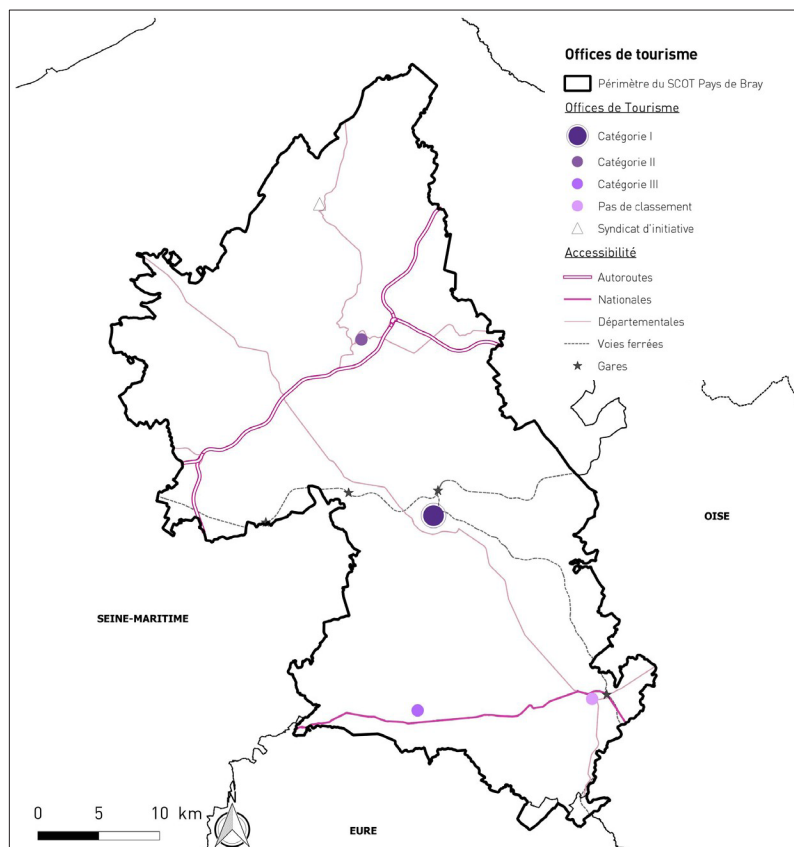 Offices de tourisme
Périmètre du SCOT Pays de Bray
Offices de Tourisme
Catégorie I
Catégorie II
Catégorie III
Pas de classement
Syndicat d'initiative
Accessibilité
Autoroutes
Nationales
Départementales
Voies ferrées
Gares
OISE
SEINE-MARITIME
0 5 10 km
EURE